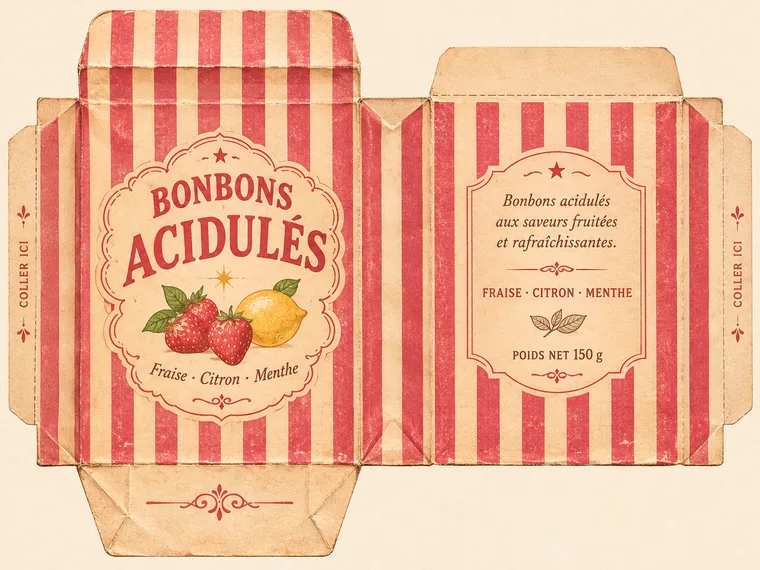 COLLER ICI
BONBONS
ACIDULÉS
Fraise · Citron · Menthe
Bonbons acidulés
aux saveurs fruitées
et rafraîchissantes.
FRAISE · CITRON · MENTHE
POIDS NET 150 g
COLLER ICI